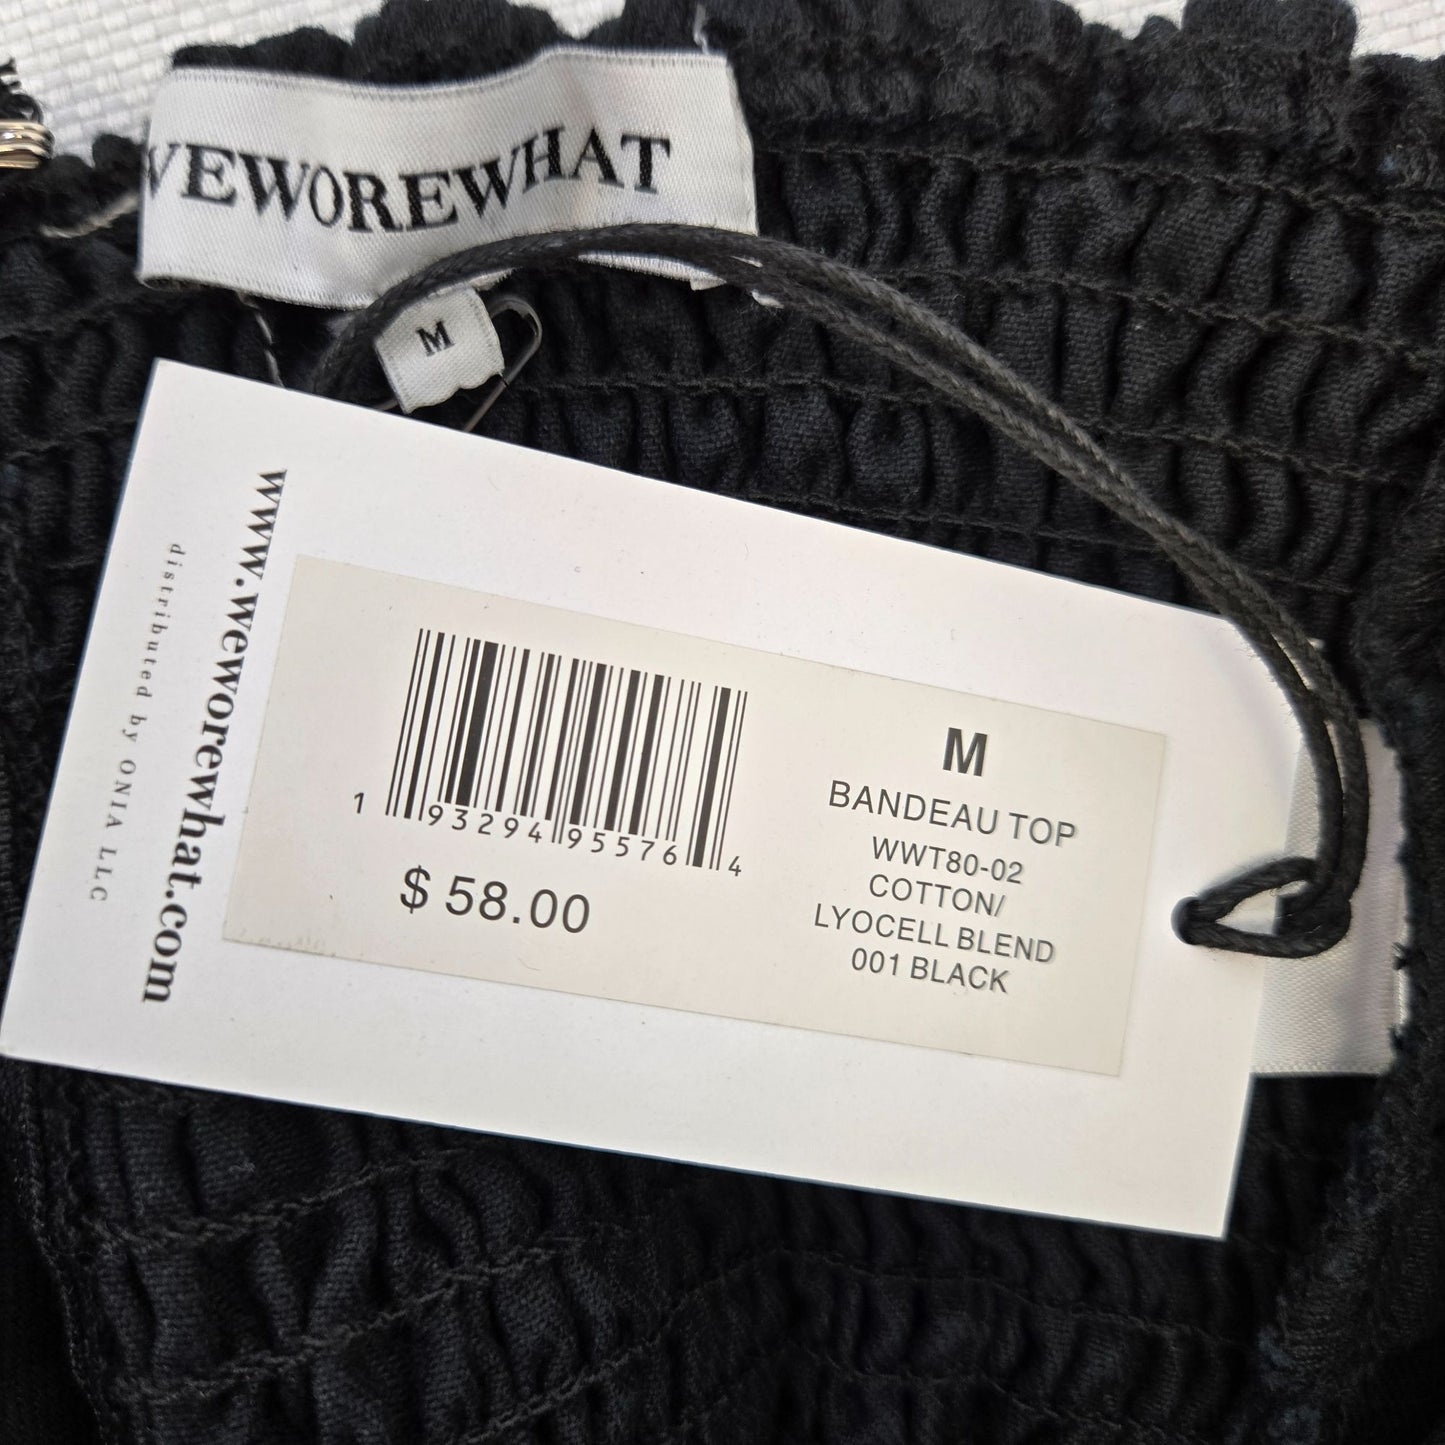 WEWOREWHAT
M
www.weworewhat.com
distributed by ONIA LLC
1 93294 95576 4
$ 58.00
M
BANDEAU TOP
WWT80-02
COTTON/
LYOCELL BLEND
001 BLACK